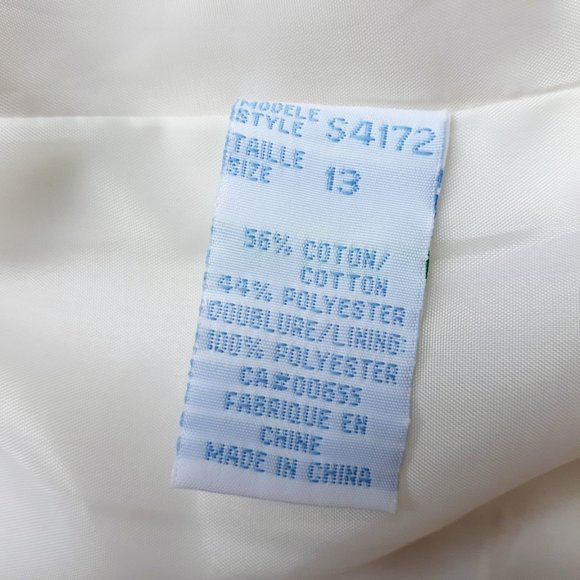 MODELE
STYLE S4172
TAILLE
SIZE 13
56% COTON/
COTTON
44% POLYESTER
DOUBLURE/LINING:
100% POLYESTER
CA#00655
FABRIQUE EN
CHINE
MADE IN CHINA